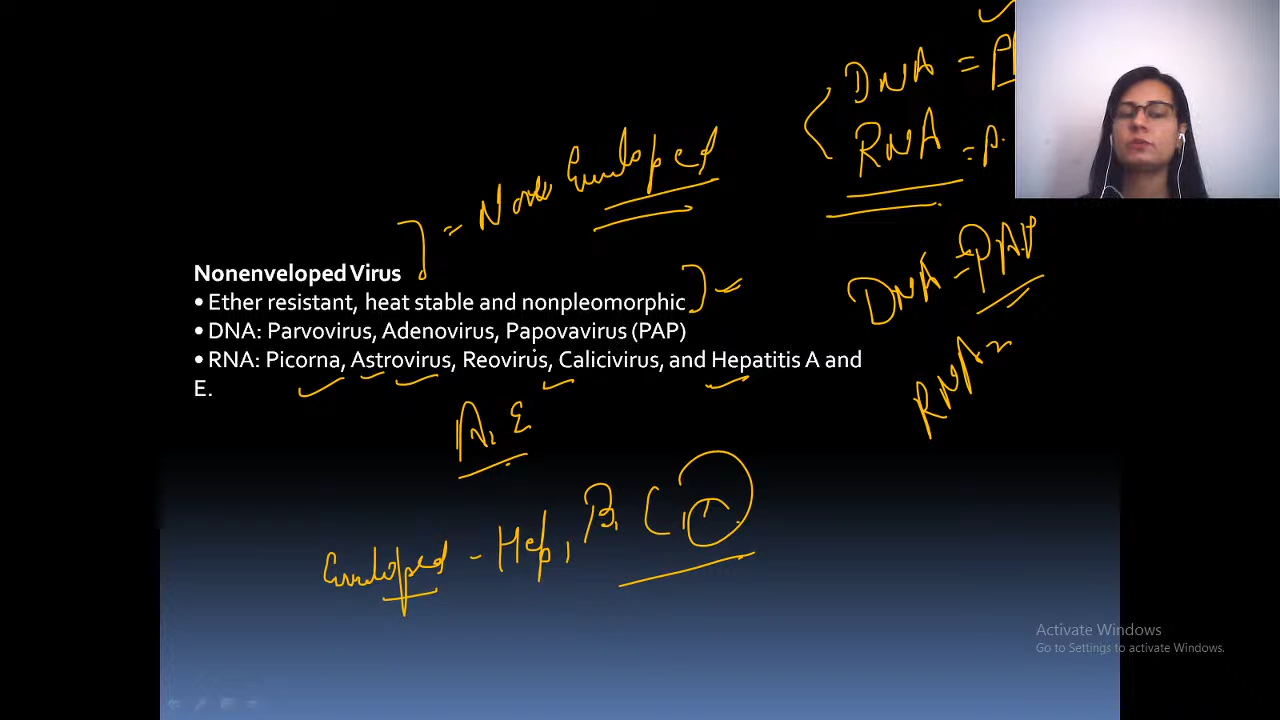 DNA =
RNA =
= Non Enveloped
DNA = PAP
Nonenveloped Virus
• Ether resistant, heat stable and nonpleomorphic
• DNA: Parvovirus, Adenovirus, Papovavirus (PAP)
• RNA: Picorna, Astrovirus, Reovirus, Calicivirus, and Hepatitis A and
E.
RNA =
A, E
Enveloped - Hep, B, C,
Activate Windows
Go to Settings to activate Windows.